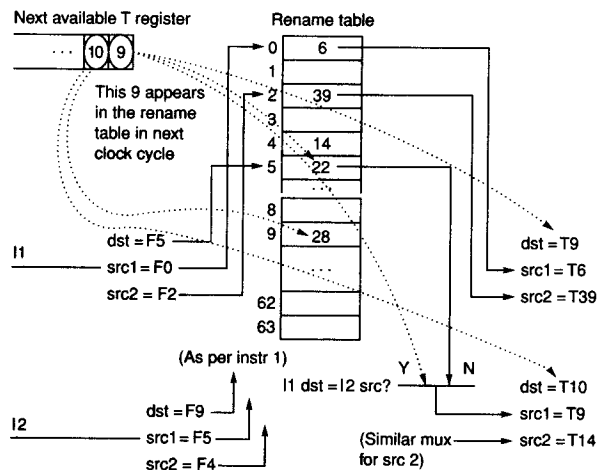 Next available T register
Rename table
··· 10 9
This 9 appears
in the rename
table in next
clock cycle
0 6
1
2 39
3
4 14
5 22
···
8
9 28
···
62
63
I1
dst = F5
src1 = F0
src2 = F2
dst = T9
src1 = T6
src2 = T39
(As per instr 1)
Y N
I1 dst = I2 src?
I2
dst = F9
src1 = F5
src2 = F4
(Similar mux
for src 2)
dst = T10
src1 = T9
src2 = T14